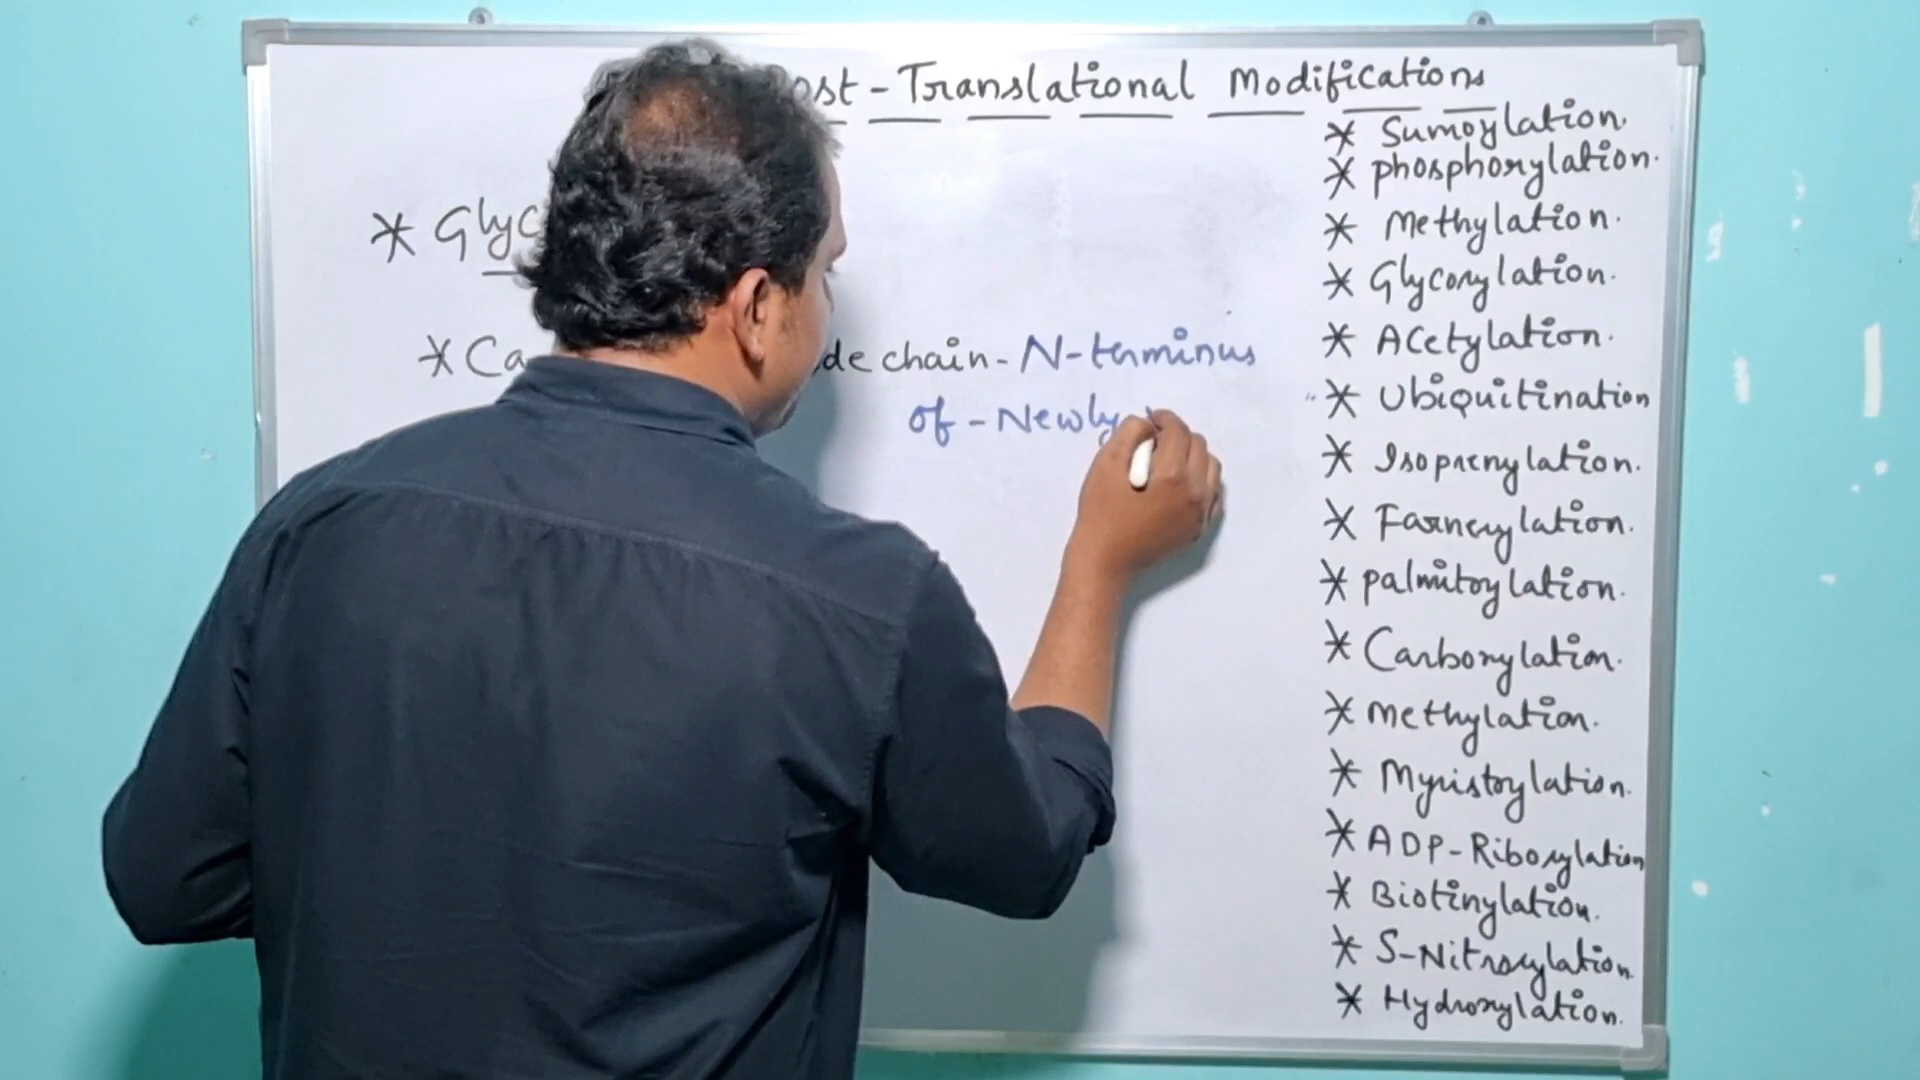 ost-Translational Modifications
* Glyc
* Ca de chain - N-terminus
of - Newly
* Sumoylation.
* phosphorylation.
* Methylation.
* Glycosylation.
* Acetylation.
* Ubiquitination
* Isoprenylation.
* Farnesylation.
* palmitoylation.
* Carboxylation.
* methylation.
* Myristoylation.
* ADP-Ribosylation
* Biotinylation.
* S-Nitrosylation.
* Hydroxylation.